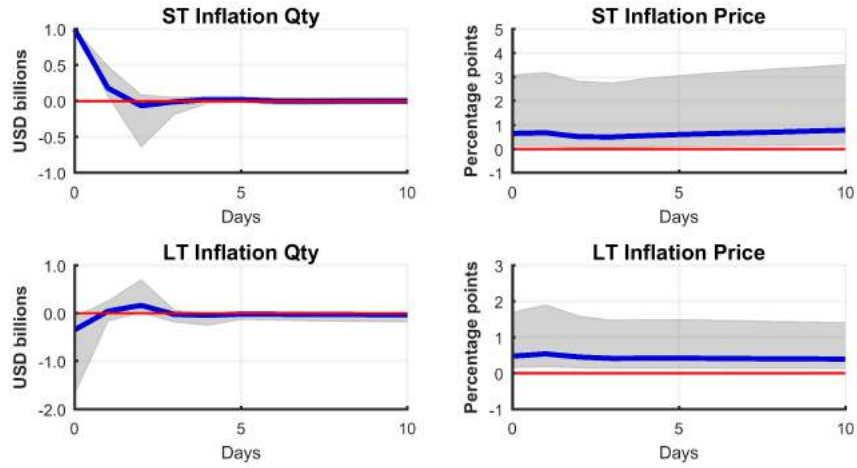 ST Inflation Qty
1.0
0.5
0.0
-0.5
-1.0
USD billions
0 5 10
Days
ST Inflation Price
5
4
3
2
1
0
-1
Percentage points
0 5 10
Days
LT Inflation Qty
1.0
0.0
-1.0
-2.0
USD billions
0 5 10
Days
LT Inflation Price
3
2
1
0
-1
Percentage points
0 5 10
Days